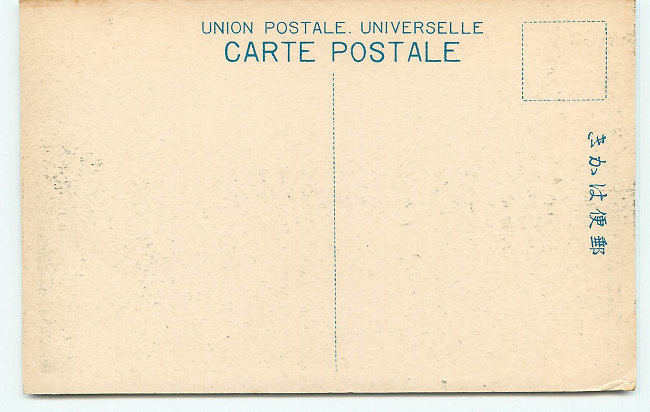 UNION POSTALE. UNIVERSELLE
CARTE POSTALE
郵便はかき